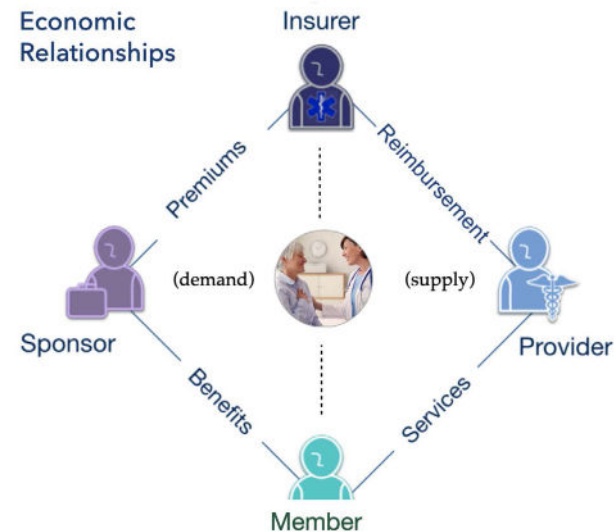 Economic
Relationships
Insurer
Premiums
Reimbursement
(demand)
(supply)
Sponsor
Provider
Benefits
Services
Member